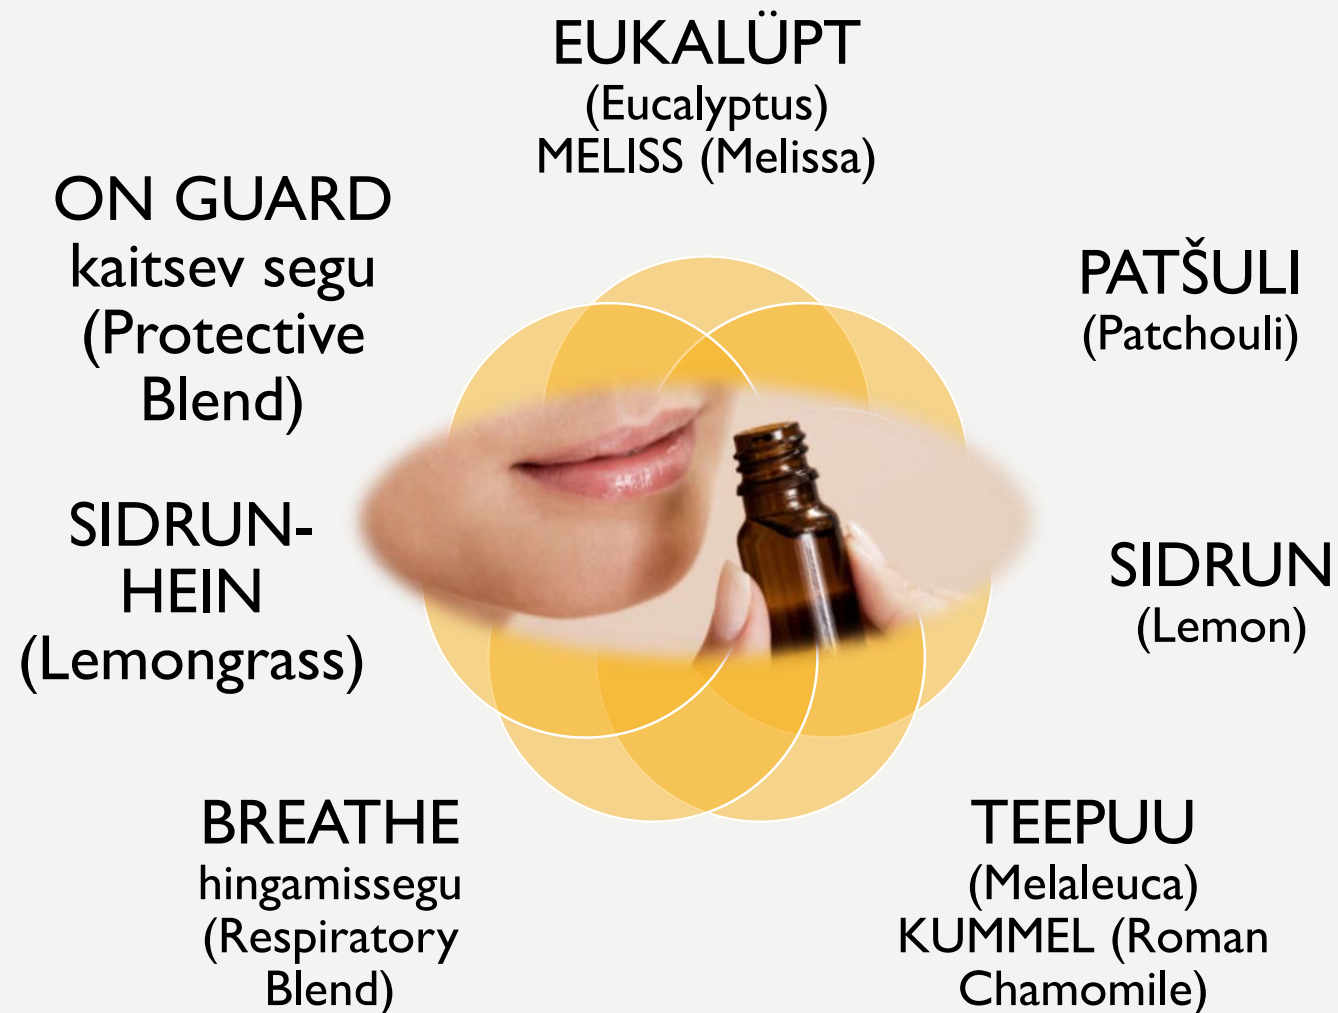 EUKALÜPT
(Eucalyptus)
MELISS (Melissa)
PATŠULI
(Patchouli)
SIDRUN
(Lemon)
TEEPUU
(Melaleuca)
KUMMEL (Roman
Chamomile)
BREATHE
hingamissegu
(Respiratory
Blend)
SIDRUN-
HEIN
(Lemongrass)
ON GUARD
kaitsev segu
(Protective
Blend)